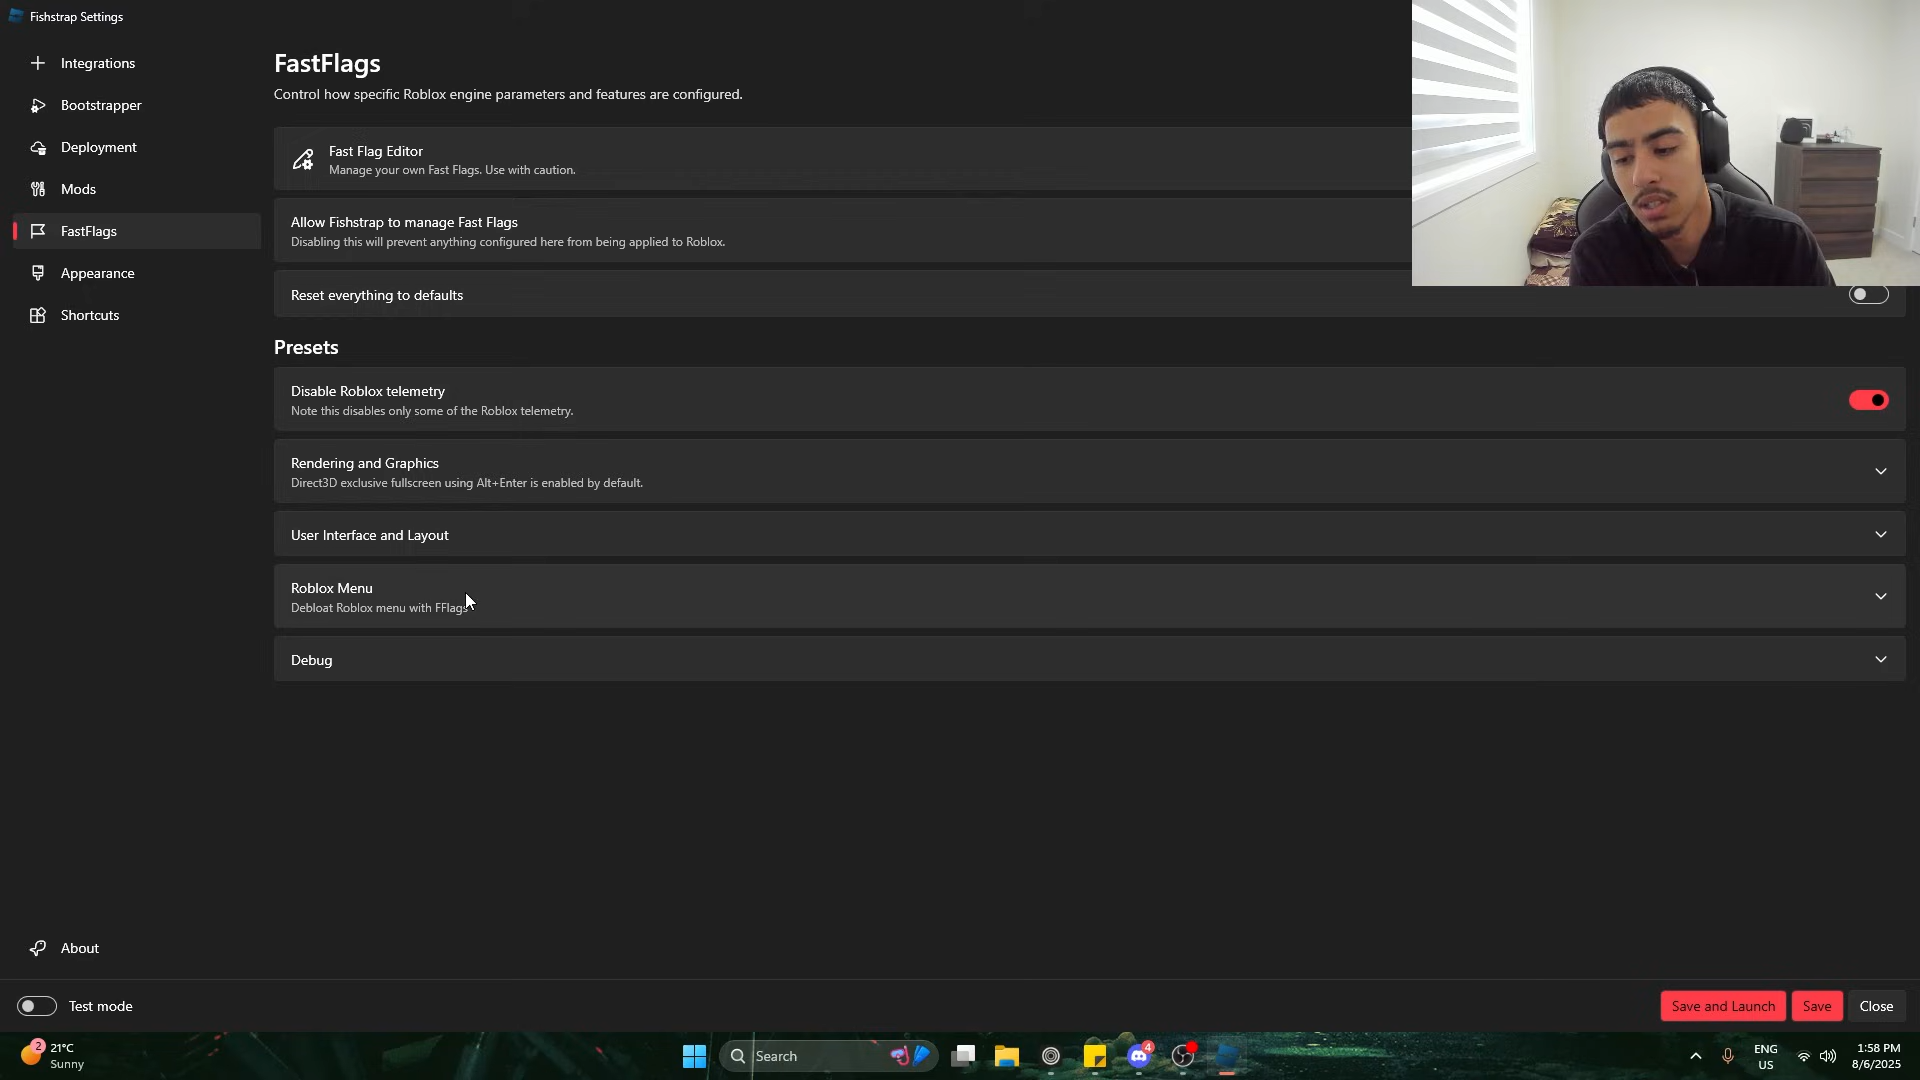 Fishstrap Settings
Integrations
Bootstrapper
Deployment
Mods
FastFlags
Appearance
Shortcuts
FastFlags
Control how specific Roblox engine parameters and features are configured.
Fast Flag Editor
Manage your own Fast Flags. Use with caution.
Allow Fishstrap to manage Fast Flags
Disabling this will prevent anything configured here from being applied to Roblox.
Reset everything to defaults
Presets
Disable Roblox telemetry
Note this disables only some of the Roblox telemetry.
Rendering and Graphics
Direct3D exclusive fullscreen using Alt+Enter is enabled by default.
User Interface and Layout
Roblox Menu
Debloat Roblox menu with FFlags
Debug
About
Test mode
Save and Launch
Save
Close
2
21°C
Sunny
Search
4
ENG
US
1:58 PM
8/6/2025